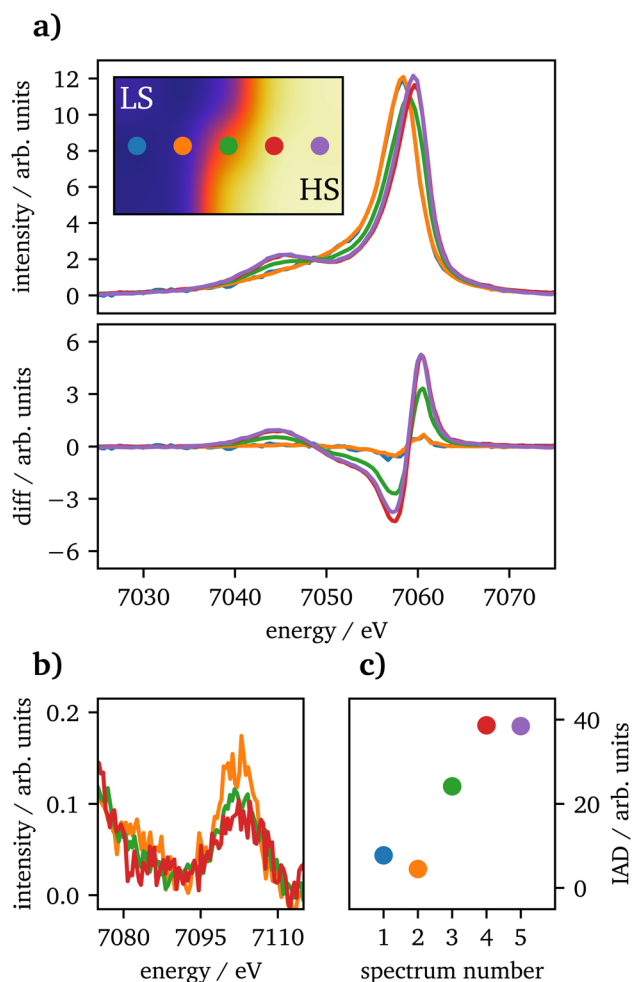 a)
intensity / arb. units
12
10
8
6
4
2
0
LS
HS
diff / arb. units
6
3
0
−3
−6
7030 7040 7050 7060 7070
energy / eV
b)
intensity / arb. units
0.2
0.1
0.0
7080 7095 7110
energy / eV
c)
40
20
0
IAD / arb. units
1 2 3 4 5
spectrum number